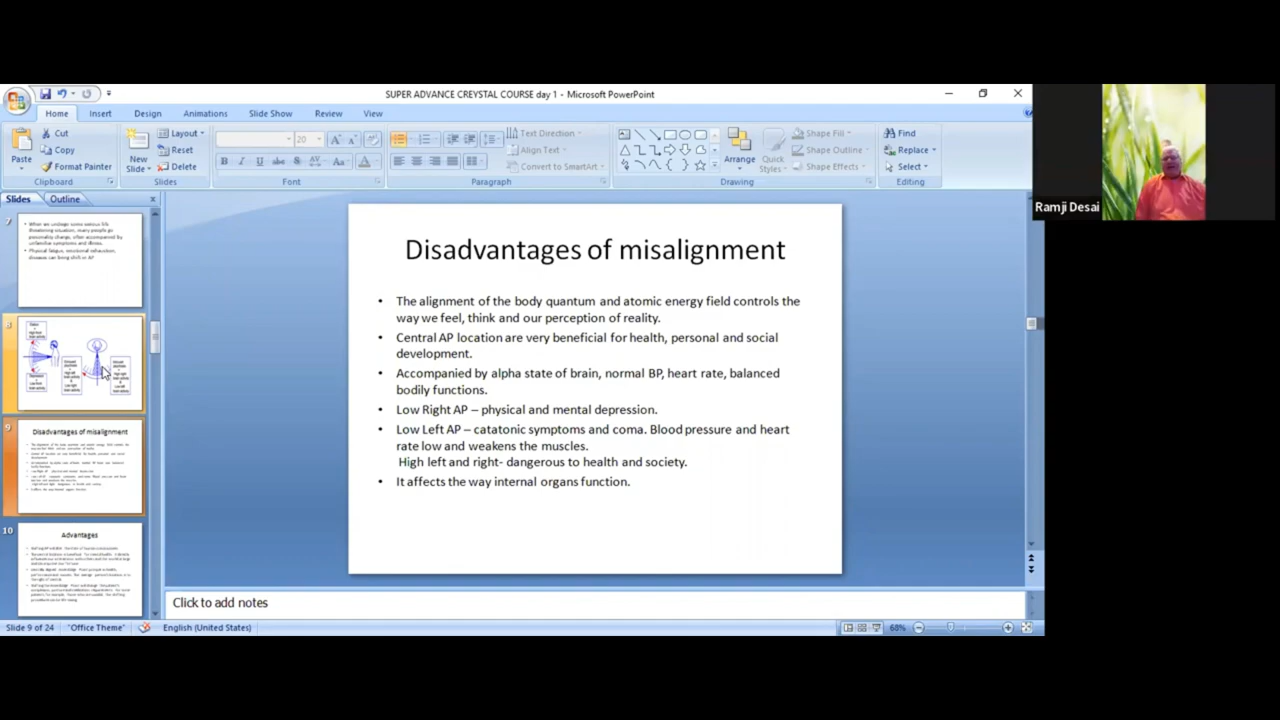 SUPER ADVANCE CREYSTAL COURSE day 1 - Microsoft PowerPoint
Home Insert Design Animations Slide Show Review View
Paste
Cut
Copy
Format Painter
Clipboard
New
Slide
Layout
Reset
Delete
Slides
20
B I U abc S AV Aa A
Font
Text Direction
Align Text
Convert to SmartArt
Paragraph
Arrange
Quick
Styles
Shape Fill
Shape Outline
Shape Effects
Drawing
Find
Replace
Select
Editing
Ramji Desai
Slides Outline
7
8
9
Disadvantages of misalignment
10
Advantages
Disadvantages of misalignment
• The alignment of the body quantum and atomic energy field controls the
way we feel, think and our perception of reality.
• Central AP location are very beneficial for health, personal and social
development.
• Accompanied by alpha state of brain, normal BP, heart rate, balanced
bodily functions.
• Low Right AP – physical and mental depression.
• Low Left AP – catatonic symptoms and coma. Blood pressure and heart
rate low and weakens the muscles.
High left and right- dangerous to health and society.
• It affects the way internal organs function.
Click to add notes
Slide 9 of 24 "Office Theme" English (United States) 68%